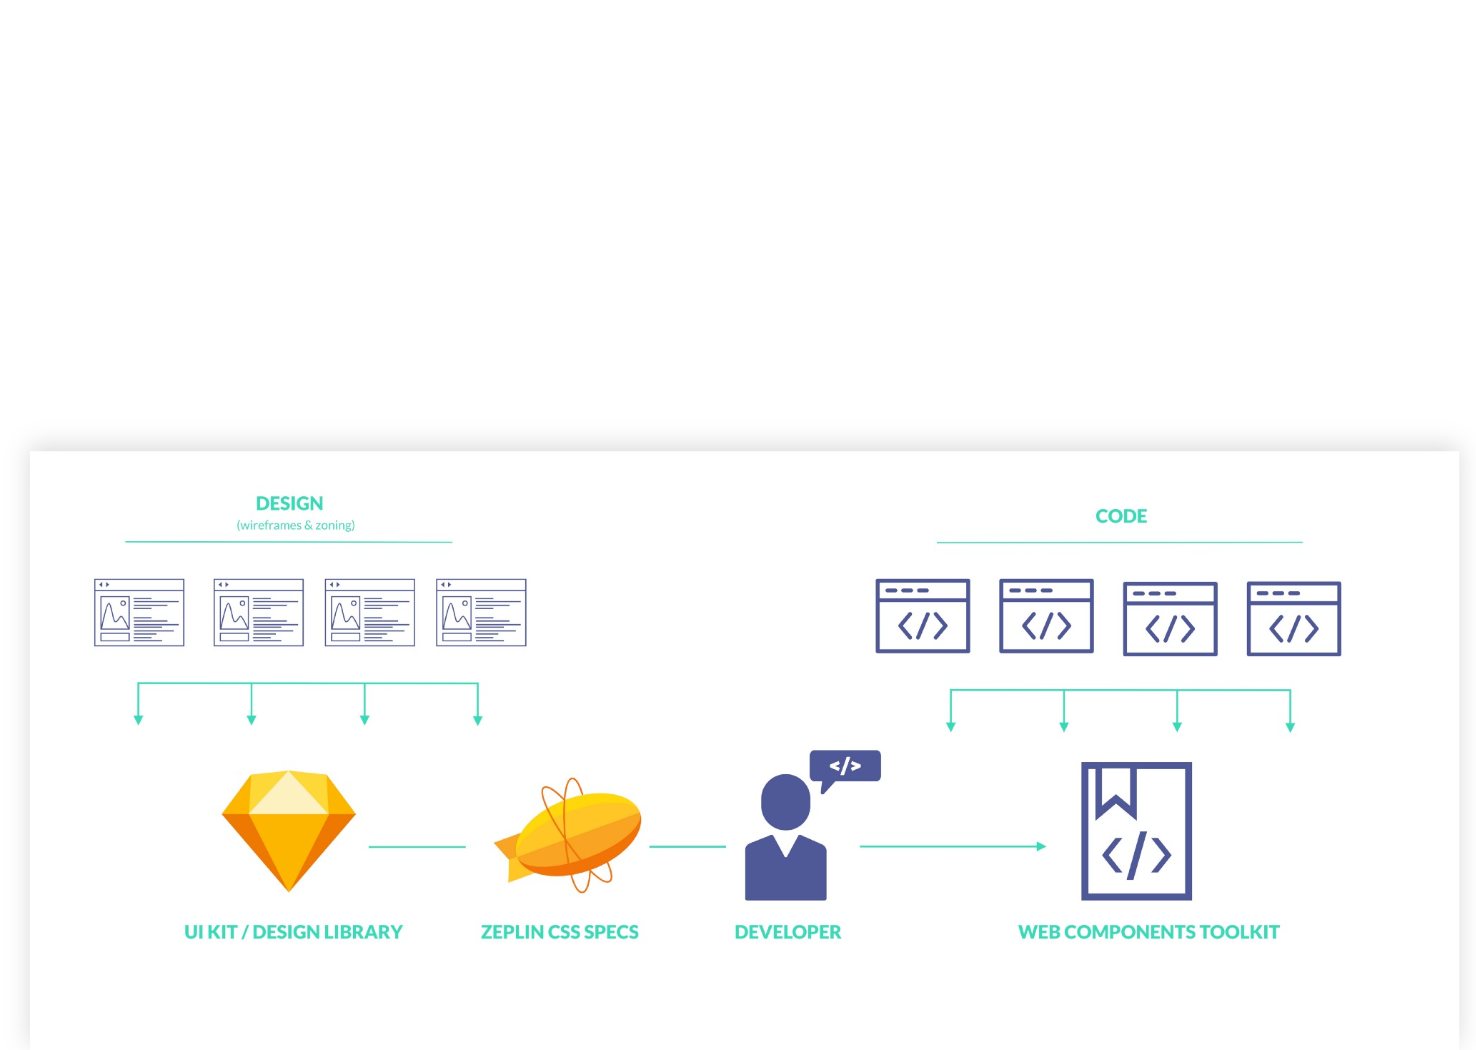 DESIGN
(wireframes & zoning)
CODE
</>
</>
</>
</>
</>
</>
UI KIT / DESIGN LIBRARY
ZEPLIN CSS SPECS
DEVELOPER
WEB COMPONENTS TOOLKIT